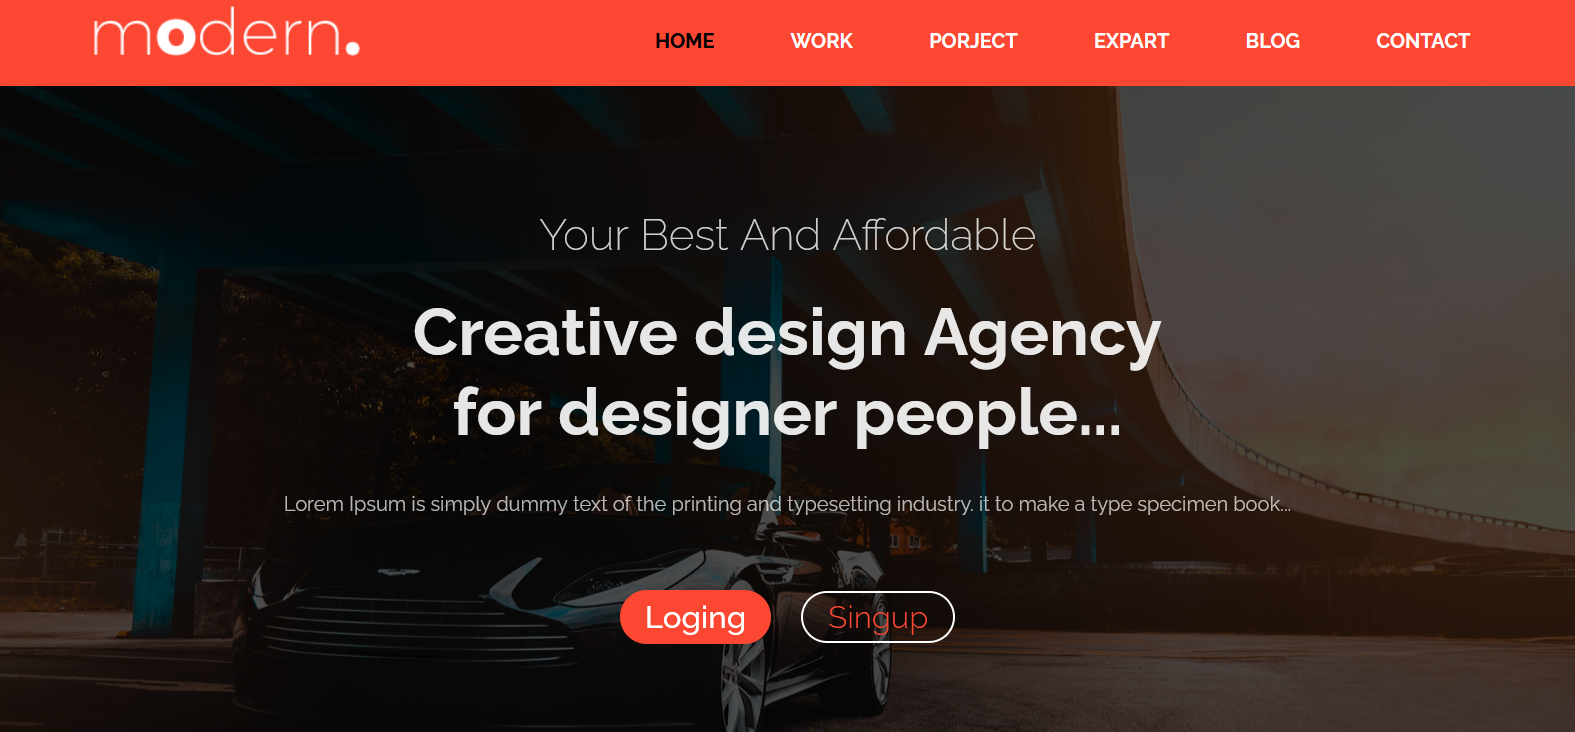 modern.
HOME WORK PORJECT EXPART BLOG CONTACT
Your Best And Affordable
Creative design Agency
for designer people...
Lorem Ipsum is simply dummy text of the printing and typesetting industry. it to make a type specimen book...
Loging Singup